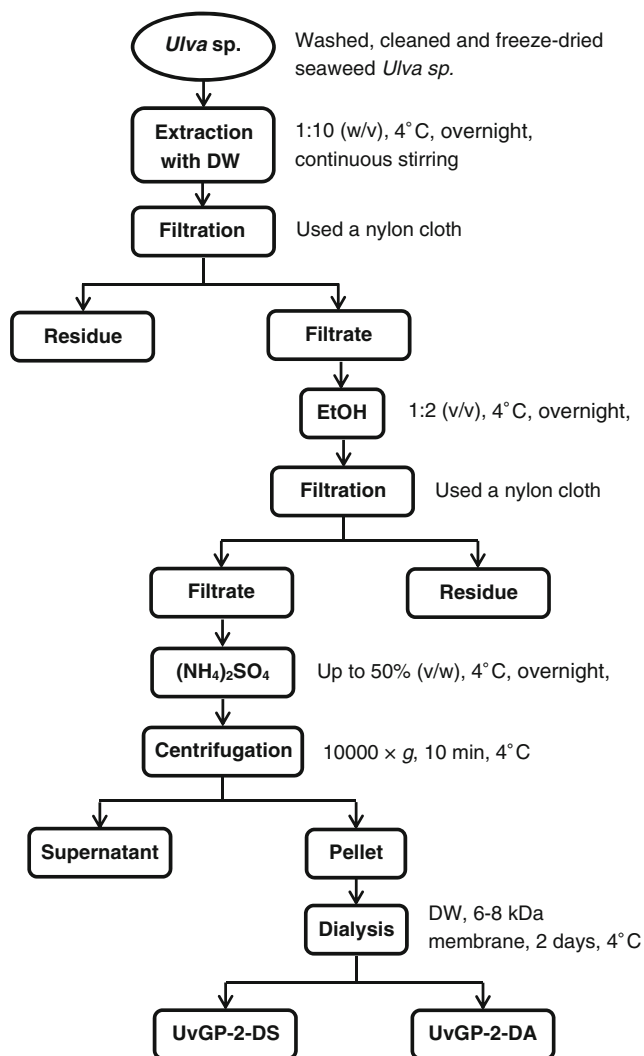 Ulva sp.
Washed, cleaned and freeze-dried
seaweed Ulva sp.
Extraction
with DW
1:10 (w/v), 4°C, overnight,
continuous stirring
Filtration
Used a nylon cloth
Residue
Filtrate
EtOH
1:2 (v/v), 4°C, overnight,
Filtration
Used a nylon cloth
Filtrate
Residue
(NH₄)₂SO₄
Up to 50% (v/w), 4°C, overnight,
Centrifugation
10000 × g, 10 min, 4°C
Supernatant
Pellet
Dialysis
DW, 6-8 kDa
membrane, 2 days, 4°C
UvGP-2-DS
UvGP-2-DA